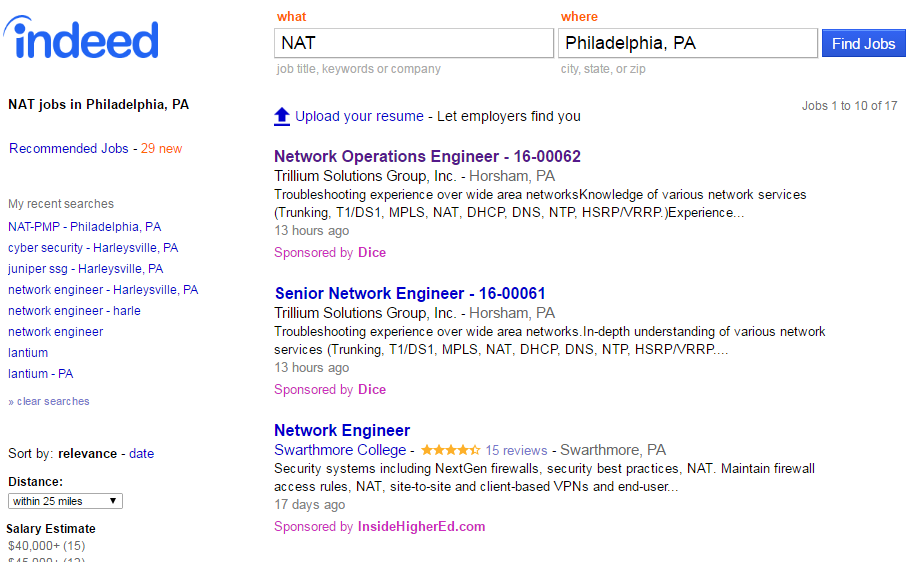 indeed
what
where
NAT
Philadelphia, PA
Find Jobs
job title, keywords or company
city, state, or zip
NAT jobs in Philadelphia, PA
Recommended Jobs - 29 new
My recent searches
NAT-PMP - Philadelphia, PA
cyber security - Harleysville, PA
juniper ssg - Harleysville, PA
network engineer - Harleysville, PA
network engineer - harle
network engineer
lantium
lantium - PA
» clear searches
Sort by: relevance - date
Distance:
within 25 miles
Salary Estimate
$40,000+ (15)
$45,000+ (12)
Jobs 1 to 10 of 17
Upload your resume - Let employers find you
Network Operations Engineer - 16-00062
Trillium Solutions Group, Inc. - Horsham, PA
Troubleshooting experience over wide area networksKnowledge of various network services
(Trunking, T1/DS1, MPLS, NAT, DHCP, DNS, NTP, HSRP/VRRP.)Experience...
13 hours ago
Sponsored by Dice
Senior Network Engineer - 16-00061
Trillium Solutions Group, Inc. - Horsham, PA
Troubleshooting experience over wide area networks.In-depth understanding of various network
services (Trunking, T1/DS1, MPLS, NAT, DHCP, DNS, NTP, HSRP/VRRP....
13 hours ago
Sponsored by Dice
Network Engineer
Swarthmore College - 15 reviews - Swarthmore, PA
Security systems including NextGen firewalls, security best practices, NAT. Maintain firewall
access rules, NAT, site-to-site and client-based VPNs and end-user...
17 days ago
Sponsored by InsideHigherEd.com